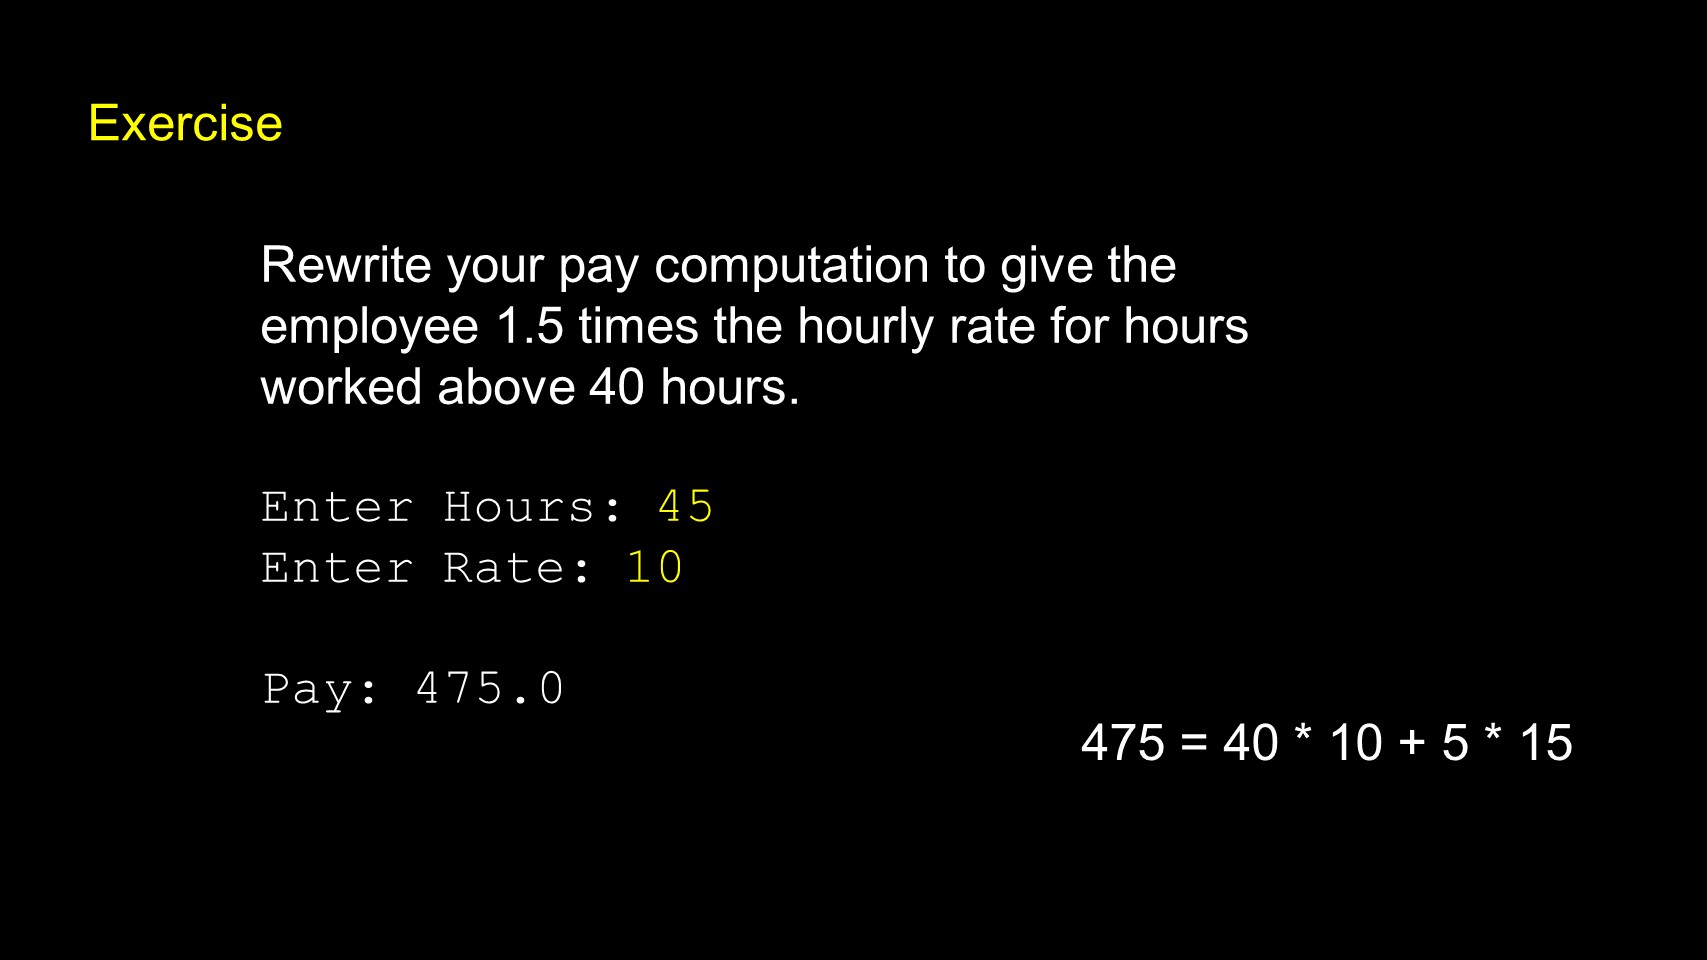 Exercise
Rewrite your pay computation to give the
employee 1.5 times the hourly rate for hours
worked above 40 hours.
Enter Hours: 45
Enter Rate: 10
Pay: 475.0
475 = 40 * 10 + 5 * 15